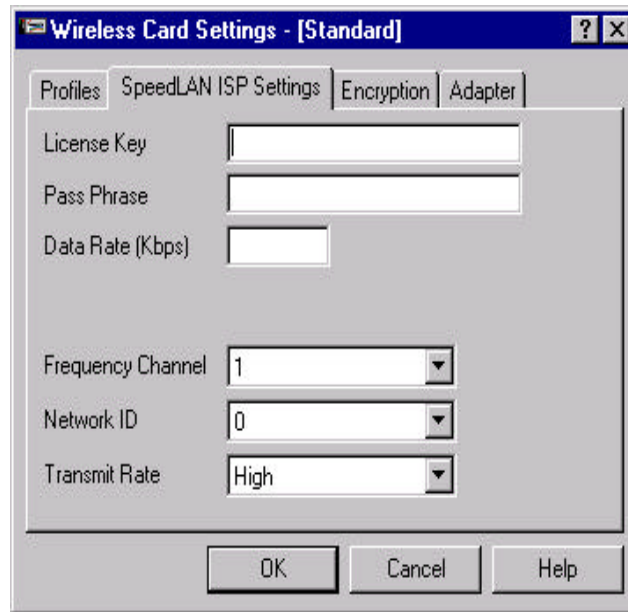 Wireless Card Settings - [Standard] ? ×
Profiles SpeedLAN ISP Settings Encryption Adapter
License Key
Pass Phrase
Data Rate (Kbps)
Frequency Channel 1
Network ID 0
Transmit Rate High
OK Cancel Help